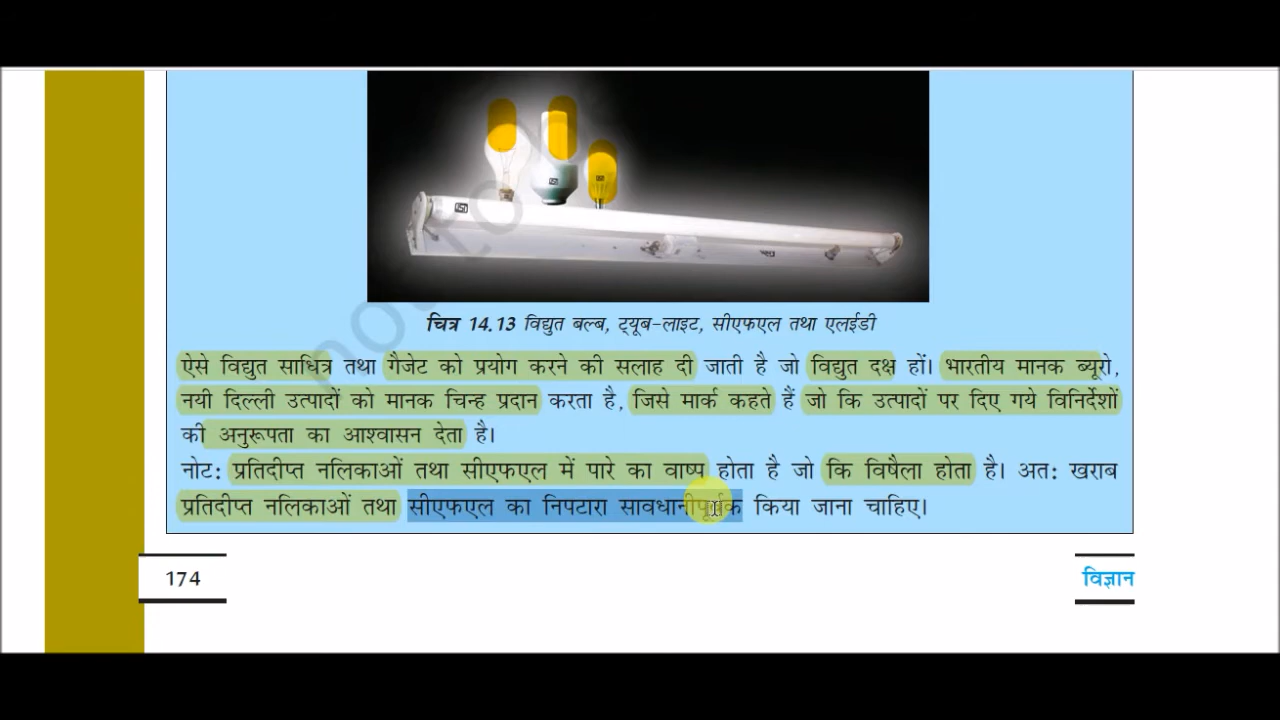 चित्र 14.13 विद्युत बल्ब, ट्यूब-लाइट, सीएफएल तथा एलईडी
ऐसे विद्युत साधित्र तथा गैजेट को प्रयोग करने की सलाह दी जाती है जो विद्युत दक्ष हों। भारतीय मानक ब्यूरो,
नयी दिल्ली उत्पादों को मानक चिन्ह प्रदान करता है, जिसे मार्क कहते हैं जो कि उत्पादों पर दिए गये विनिर्देशों
की अनुरूपता का आश्वासन देता है।
नोट: प्रतिदीप्त नलिकाओं तथा सीएफएल में पारे का वाष्प होता है जो कि विषैला होता है। अत: खराब
प्रतिदीप्त नलिकाओं तथा सीएफएल का निपटारा सावधानीपूर्वक किया जाना चाहिए।
174
विज्ञान